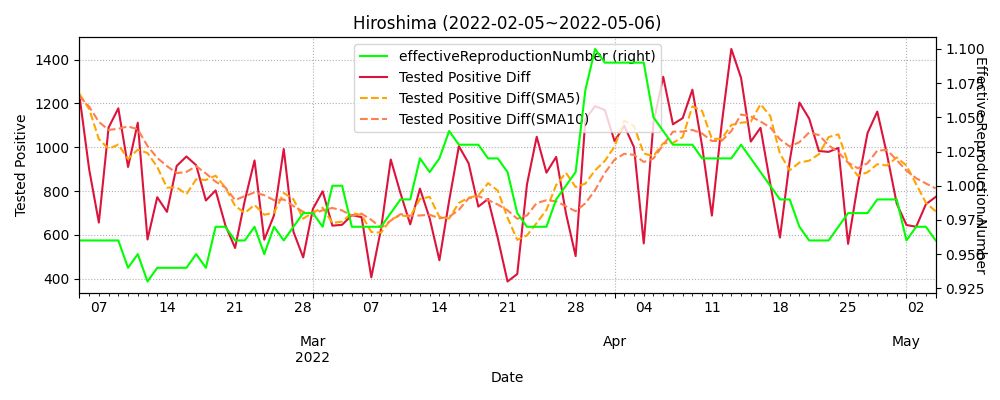 Hiroshima (2022-02-05~2022-05-06)
effectiveReproductionNumber (right)
Tested Positive Diff
Tested Positive Diff(SMA5)
Tested Positive Diff(SMA10)
Tested Positive
1400
1200
1000
800
600
400
1.100
1.075
1.050
1.025
1.000
0.975
0.950
0.925
EffectiveReproductionNumber
07 14 21 28 07 14 21 28 04 11 18 25 02
Mar Apr May
2022
Date